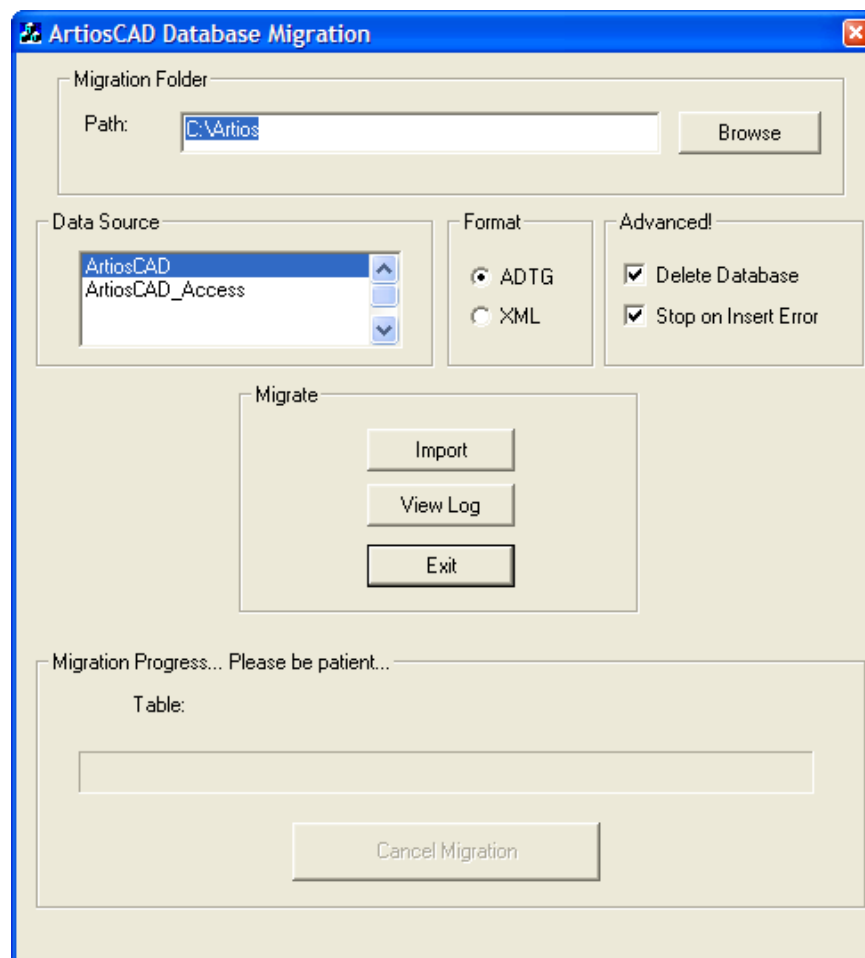 ArtiosCAD Database Migration
Migration Folder
Path:
C:\Artios
Browse
Data Source
ArtiosCAD
ArtiosCAD_Access
Format
ADTG
XML
Advanced!
Delete Database
Stop on Insert Error
Migrate
Import
View Log
Exit
Migration Progress... Please be patient...
Table:
Cancel Migration